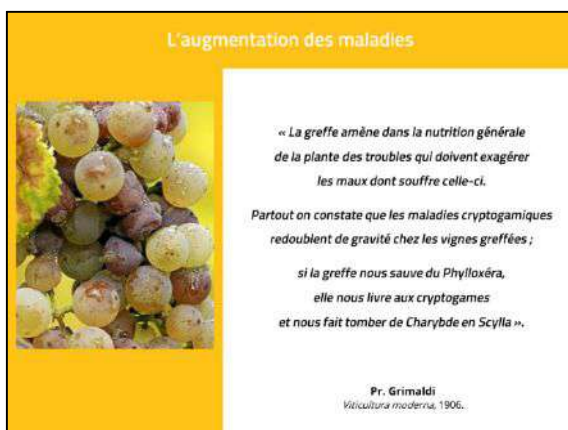 L'augmentation des maladies
« La greffe amène dans la nutrition générale
de la plante des troubles qui doivent exagérer
les maux dont souffre celle-ci.
Partout on constate que les maladies cryptogamiques
redoublent de gravité chez les vignes greffées ;
si la greffe nous sauve du Phylloxéra,
elle nous livre aux cryptogames
et nous fait tomber de Charybde en Scylla ».
Pr. Grimaldi
Viticultura moderna, 1906.